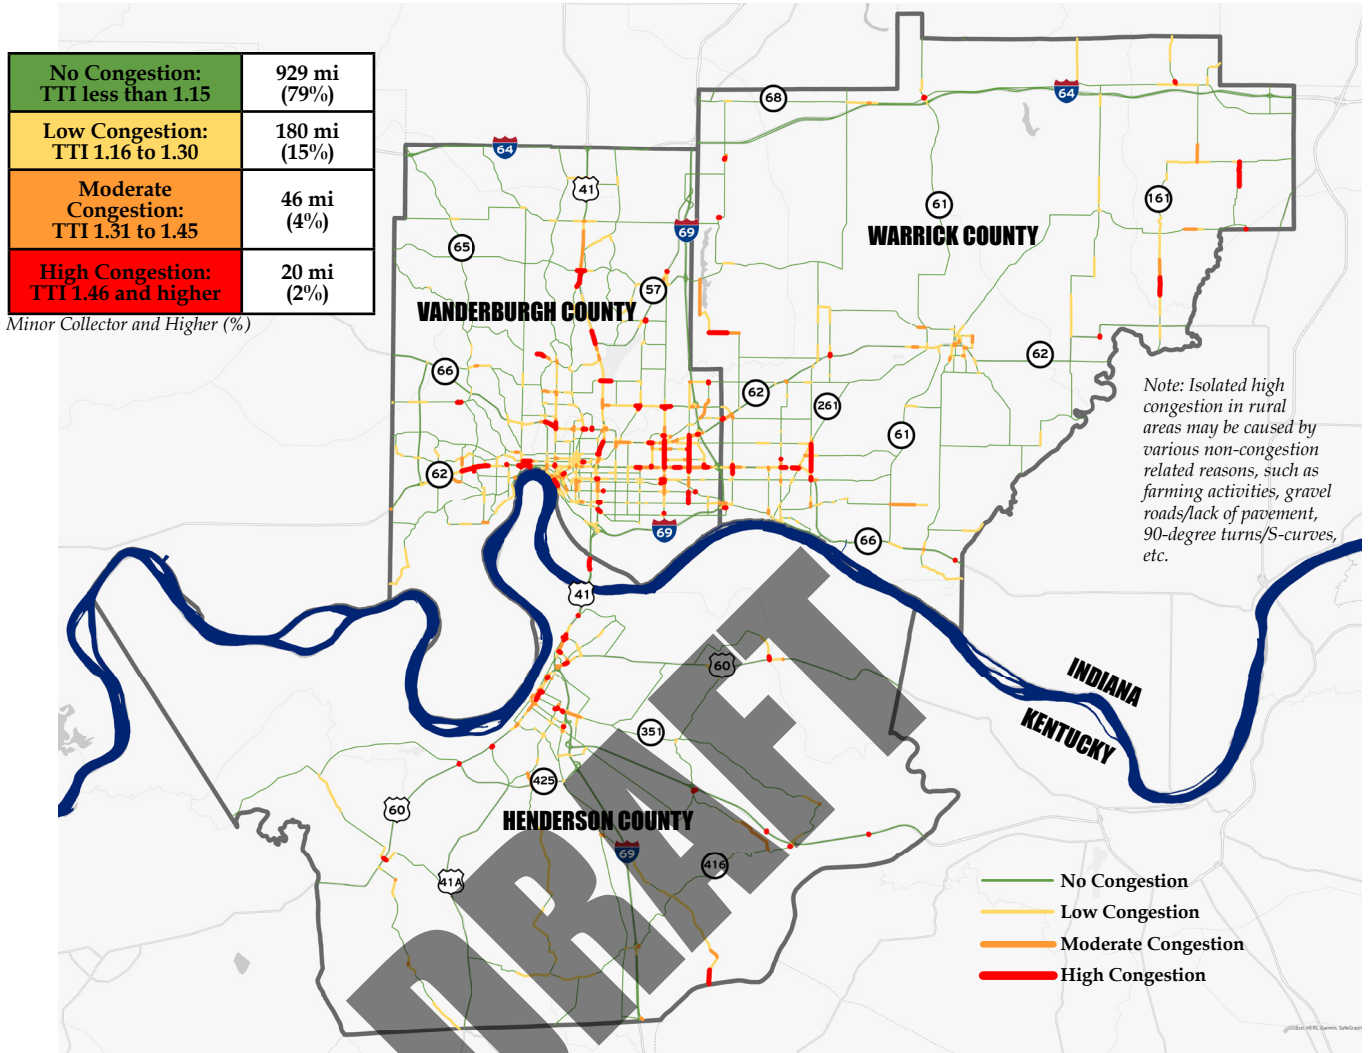 No Congestion:
TTI less than 1.15
929 mi
(79%)
Low Congestion:
TTI 1.16 to 1.30
180 mi
(15%)
Moderate
Congestion:
TTI 1.31 to 1.45
46 mi
(4%)
High Congestion:
TTI 1.46 and higher
20 mi
(2%)
Minor Collector and Higher (%)
68
64
64
41
161
61
69
65
WARRICK COUNTY
57
VANDERBURGH COUNTY
62
66
62
261
61
62
69
66
41
Note: Isolated high
congestion in rural
areas may be caused by
various non-congestion
related reasons, such as
farming activities, gravel
roads/lack of pavement,
90-degree turns/S-curves,
etc.
60
INDIANA
KENTUCKY
351
425
60
HENDERSON COUNTY
69
416
41A
DRAFT
No Congestion
Low Congestion
Moderate Congestion
High Congestion
Esri, HERE, Garmin, SafeGraph